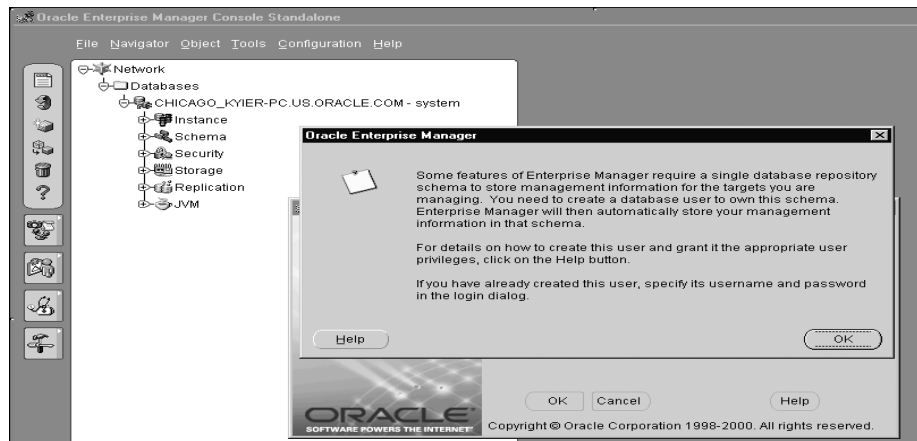 Oracle Enterprise Manager Console Standalone
File Navigator Object Tools Configuration Help
Network
Databases
CHICAGO_KYIER-PC.US.ORACLE.COM - system
Instance
Schema
Security
Storage
Replication
JVM
Oracle Enterprise Manager
Some features of Enterprise Manager require a single database repository
schema to store management information for the targets you are
managing. You need to create a database user to own this schema.
Enterprise Manager will then automatically store your management
information in that schema.
For details on how to create this user and grant it the appropriate user
privileges, click on the Help button.
If you have already created this user, specify its username and password
in the login dialog.
Help OK
OK Cancel Help
ORACLE
SOFTWARE POWERS THE INTERNET
Copyright © Oracle Corporation 1998-2000. All rights reserved.